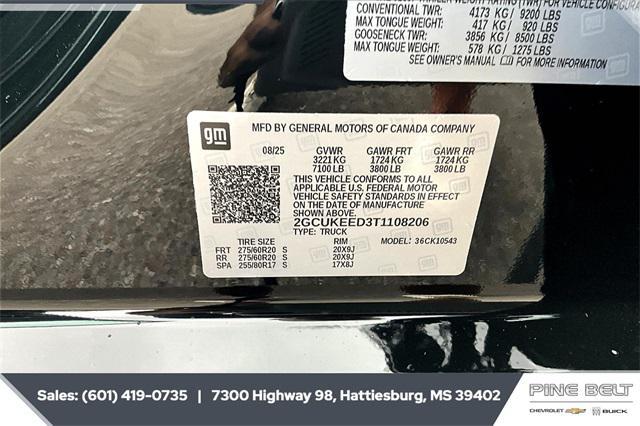 CONVENTIONAL TWR: 4173 KG / 9200 LBS
MAX TONGUE WEIGHT: 417 KG / 920 LBS
GOOSENECK TWR: 3856 KG / 8500 LBS
MAX TONGUE WEIGHT: 578 KG / 1275 LBS
SEE OWNER'S MANUAL gm FOR MORE INFORMATION
gm MFD BY GENERAL MOTORS OF CANADA COMPANY
08/25 GVWR GAWR FRT GAWR RR
3221 KG 1724 KG 1724 KG
7100 LB 3800 LB 3800 LB
THIS VEHICLE CONFORMS TO ALL
APPLICABLE U.S. FEDERAL MOTOR
VEHICLE SAFETY STANDARDS IN EFFECT
ON THE DATE OF MANUFACTURE SHOWN ABOVE.
2GCUKEED3T1108206
TYPE: TRUCK
TIRE SIZE RIM MODEL: 36CK10543
FRT 275/60R20 S 20X9J
RR 275/60R20 S 20X9J
SPA 255/80R17 S 17X8J
Sales: (601) 419-0735 | 7300 Highway 98, Hattiesburg, MS 39402
PINE BELT
CHEVROLET BUICK